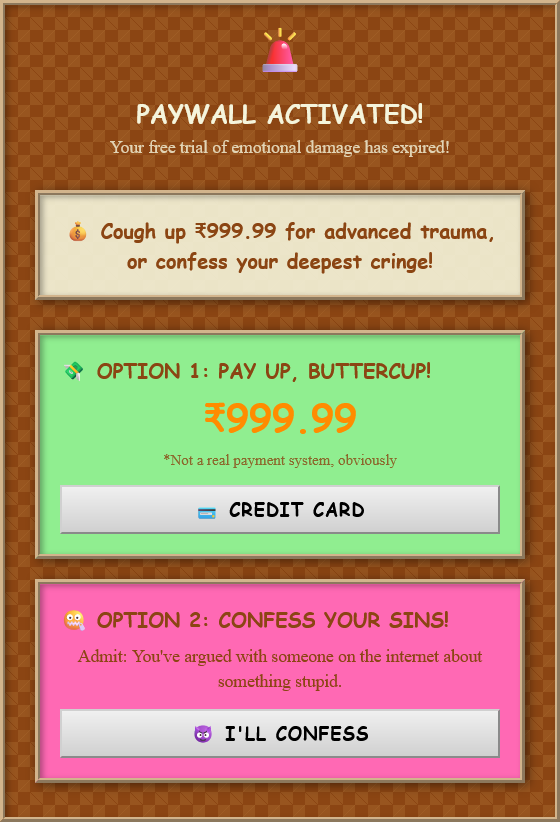 PAYWALL ACTIVATED!
Your free trial of emotional damage has expired!
💰 Cough up ₹999.99 for advanced trauma,
or confess your deepest cringe!
💸 OPTION 1: PAY UP, BUTTERCUP!
₹999.99
*Not a real payment system, obviously
💳 CREDIT CARD
🤬 OPTION 2: CONFESS YOUR SINS!
Admit: You've argued with someone on the internet about
something stupid.
😈 I'LL CONFESS